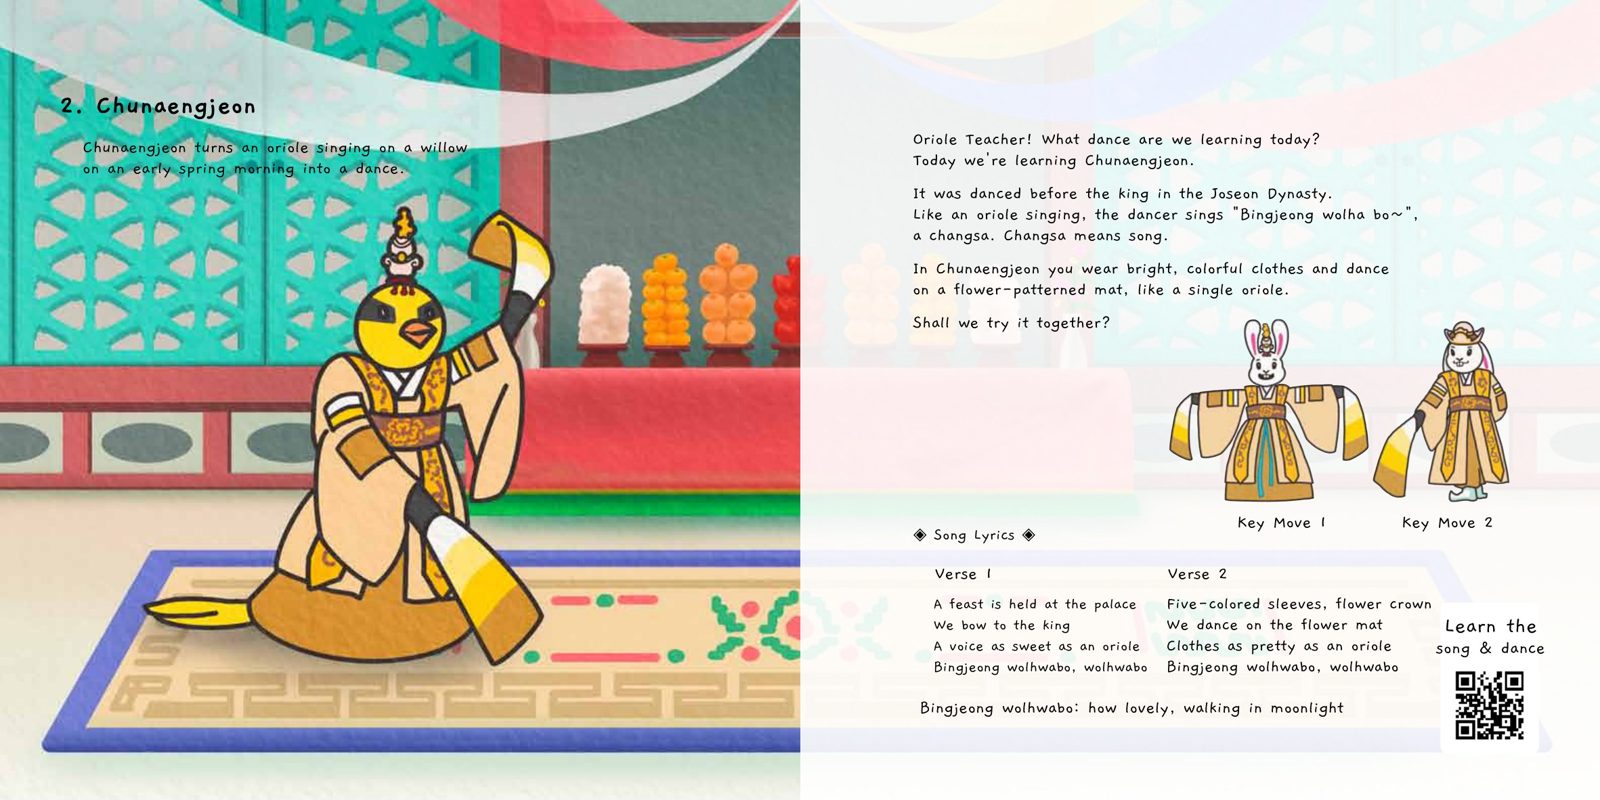 2. Chunaengjeon
Chunaengjeon turns an oriole singing on a willow
on an early spring morning into a dance.
Oriole Teacher! What dance are we learning today?
Today we're learning Chunaengjeon.
It was danced before the king in the Joseon Dynasty.
Like an oriole singing, the dancer sings "Bingjeong wolha bo~",
a changsa. Changsa means song.
In Chunaengjeon you wear bright, colorful clothes and dance
on a flower-patterned mat, like a single oriole.
Shall we try it together?
Key Move 1
Key Move 2
◈ Song Lyrics ◈
Verse 1
A feast is held at the palace
We bow to the king
A voice as sweet as an oriole
Bingjeong wolhwabo, wolhwabo
Verse 2
Five-colored sleeves, flower crown
We dance on the flower mat
Clothes as pretty as an oriole
Bingjeong wolhwabo, wolhwabo
Bingjeong wolhwabo: how lovely, walking in moonlight
Learn the
song & dance